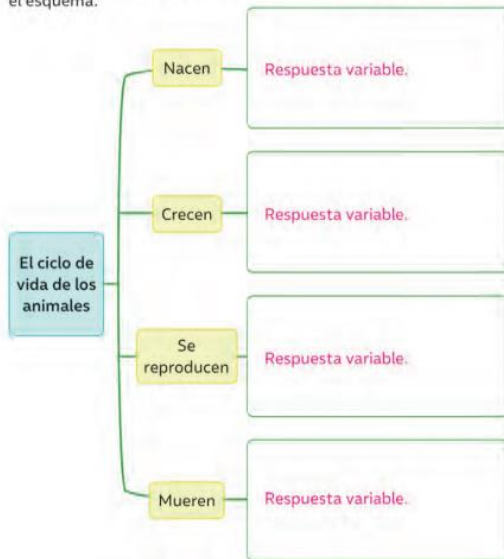 el esquema.
Nacen
Respuesta variable.
Crecen
Respuesta variable.
El ciclo de
vida de los
animales
Se
reproducen
Respuesta variable.
Mueren
Respuesta variable.